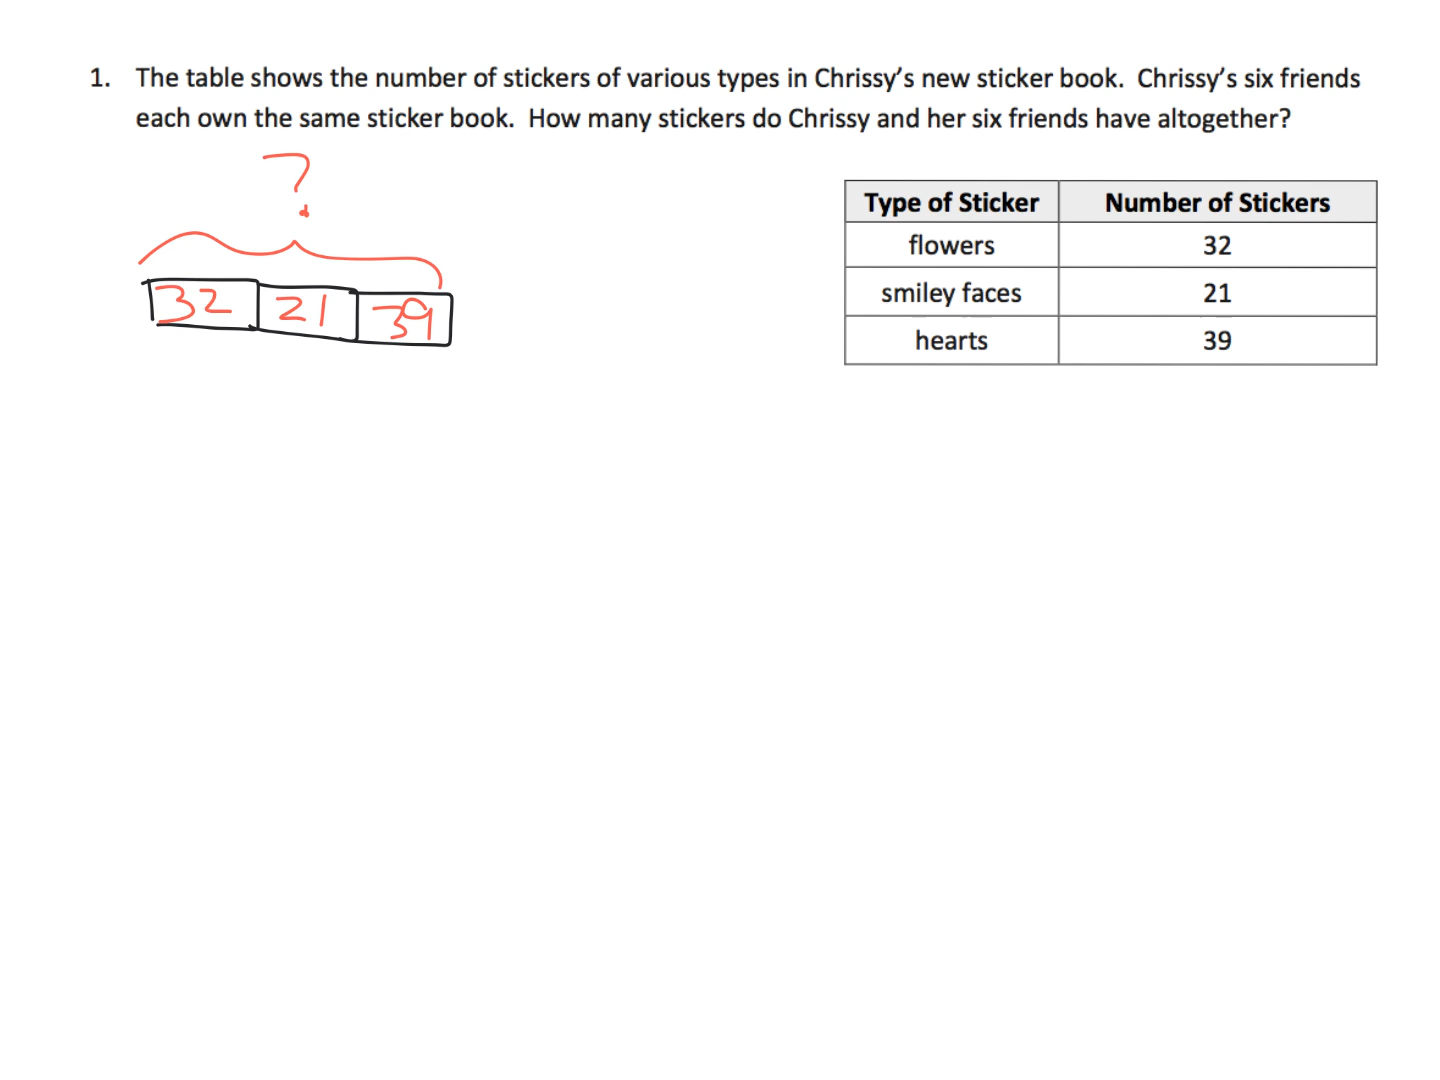 1. The table shows the number of stickers of various types in Chrissy's new sticker book. Chrissy's six friends
each own the same sticker book. How many stickers do Chrissy and her six friends have altogether?
?
32 21 39
Type of Sticker Number of Stickers
flowers 32
smiley faces 21
hearts 39